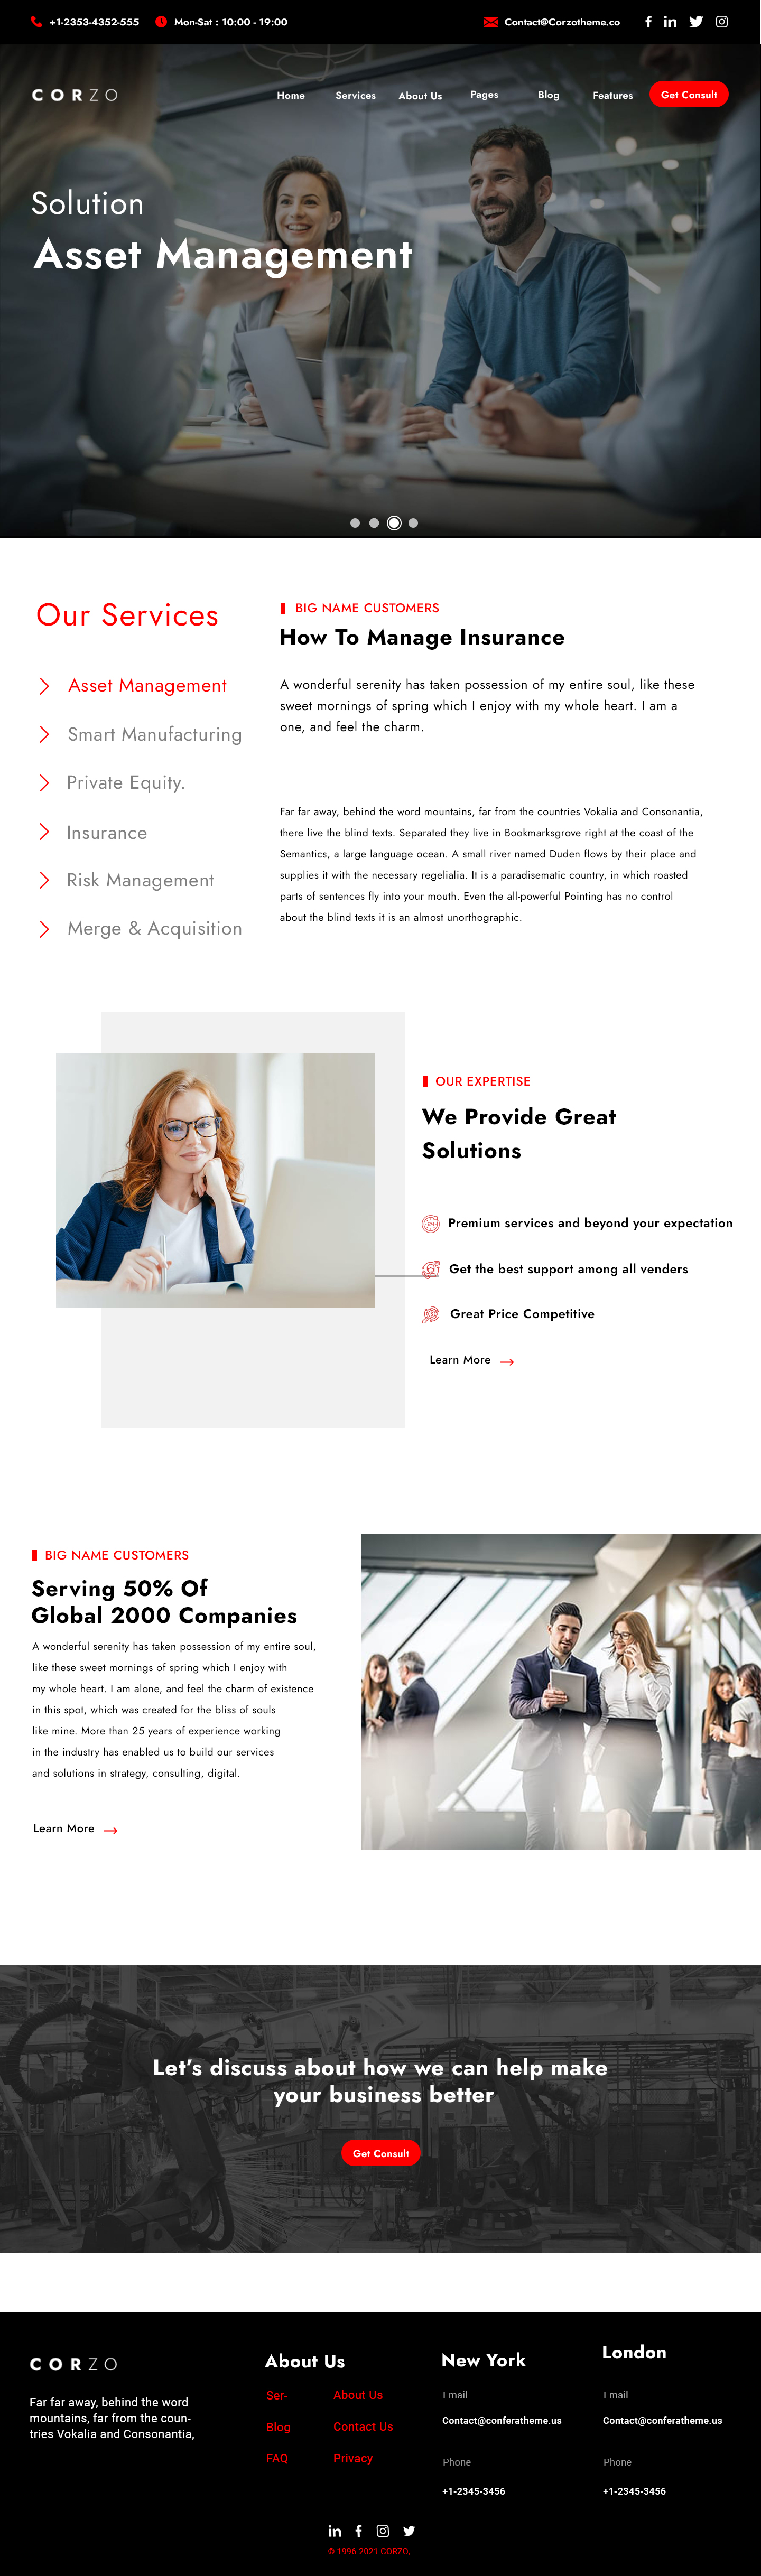 +1-2353-4352-555
Mon-Sat : 10:00 - 19:00
Contact@Corzotheme.co
CORZO
Home
Services
About Us
Pages
Blog
Features
Get Consult
Solution
Asset Management
Our Services
Asset Management
Smart Manufacturing
Private Equity.
Insurance
Risk Management
Merge & Acquisition
BIG NAME CUSTOMERS
How To Manage Insurance
A wonderful serenity has taken possession of my entire soul, like these
sweet mornings of spring which I enjoy with my whole heart. I am a
one, and feel the charm.
Far far away, behind the word mountains, far from the countries Vokalia and Consonantia,
there live the blind texts. Separated they live in Bookmarksgrove right at the coast of the
Semantics, a large language ocean. A small river named Duden flows by their place and
supplies it with the necessary regelialia. It is a paradisematic country, in which roasted
parts of sentences fly into your mouth. Even the all-powerful Pointing has no control
about the blind texts it is an almost unorthographic.
OUR EXPERTISE
We Provide Great
Solutions
Premium services and beyond your expectation
Get the best support among all venders
Great Price Competitive
Learn More
BIG NAME CUSTOMERS
Serving 50% Of
Global 2000 Companies
A wonderful serenity has taken possession of my entire soul,
like these sweet mornings of spring which I enjoy with
my whole heart. I am alone, and feel the charm of existence
in this spot, which was created for the bliss of souls
like mine. More than 25 years of experience working
in the industry has enabled us to build our services
and solutions in strategy, consulting, digital.
Learn More
Let’s discuss about how we can help make
your business better
Get Consult
CORZO
Far far away, behind the word
mountains, far from the coun-
tries Vokalia and Consonantia,
About Us
Ser-
Blog
FAQ
About Us
Contact Us
Privacy
New York
Email
Contact@conferatheme.us
Phone
+1-2345-3456
London
Email
Contact@conferatheme.us
Phone
+1-2345-3456
© 1996-2021 CORZO,